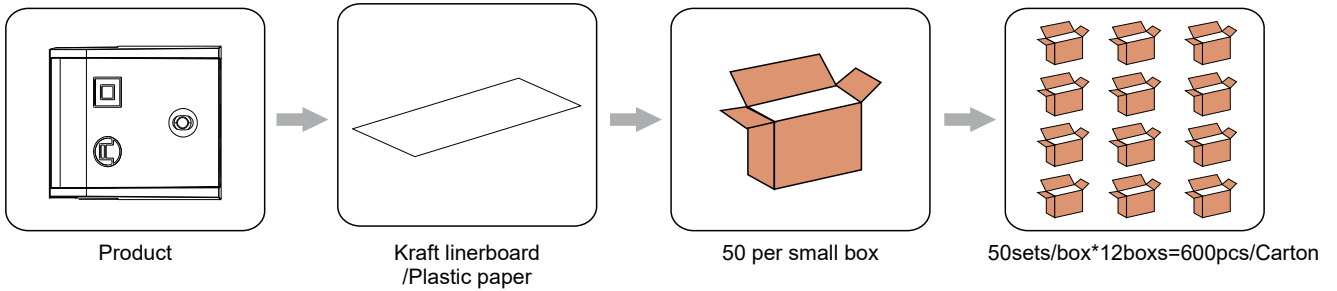 Product
Kraft linerboard
/Plastic paper
50 per small box
50sets/box*12boxs=600pcs/Carton